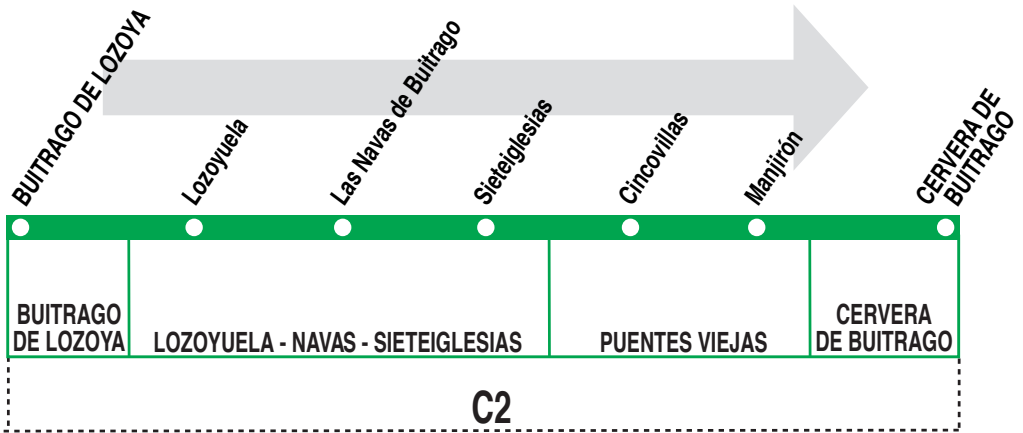 BUITRAGO DE LOZOYA
Lozoyuela
Las Navas de Buitrago
Sieteiglesias
Cincovillas
Manjirón
CERVERA DE
BUITRAGO
BUITRAGO
DE LOZOYA
LOZOYUELA - NAVAS - SIETEIGLESIAS
PUENTES VIEJAS
CERVERA
DE BUITRAGO
C2